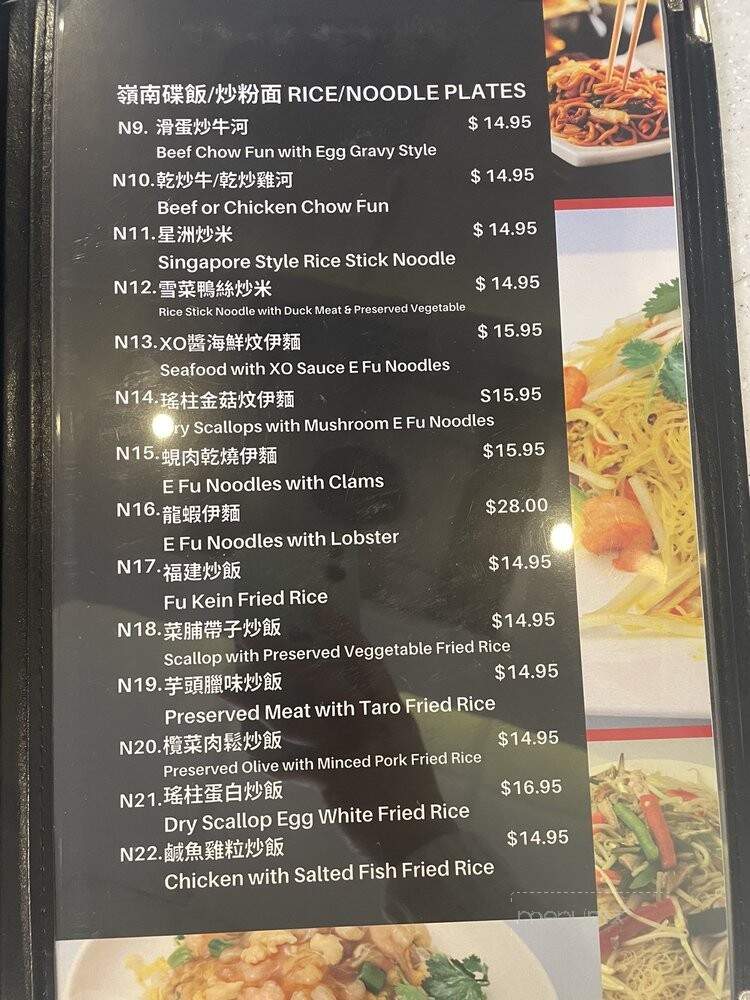 嶺南碟飯/炒粉面 RICE/NOODLE PLATES
N9. 滑蛋炒牛河 $ 14.95
Beef Chow Fun with Egg Gravy Style
N10.乾炒牛/乾炒雞河 $ 14.95
Beef or Chicken Chow Fun
N11.星洲炒米 $ 14.95
Singapore Style Rice Stick Noodle
N12.雪菜鴨絲炒米 $ 14.95
Rice Stick Noodle with Duck Meat & Preserved Vegetable
N13.XO醬海鮮炆伊麵 $ 15.95
Seafood with XO Sauce E Fu Noodles
N14.瑤柱金菇炆伊麵 S15.95
Dry Scallops with Mushroom E Fu Noodles
N15.蜆肉乾燒伊麵 $15.95
E Fu Noodles with Clams
N16.龍蝦伊麵 $28.00
E Fu Noodles with Lobster
N17.福建炒飯 $14.95
Fu Kein Fried Rice
N18.菜脯帶子炒飯 $14.95
Scallop with Preserved Veggetable Fried Rice
N19.芋頭臘味炒飯 $14.95
Preserved Meat with Taro Fried Rice
N20.欖菜肉鬆炒飯 $14.95
Preserved Olive with Minced Pork Fried Rice
N21.瑤柱蛋白炒飯 $16.95
Dry Scallop Egg White Fried Rice
N22.鹹魚雞粒炒飯 $14.95
Chicken with Salted Fish Fried Rice